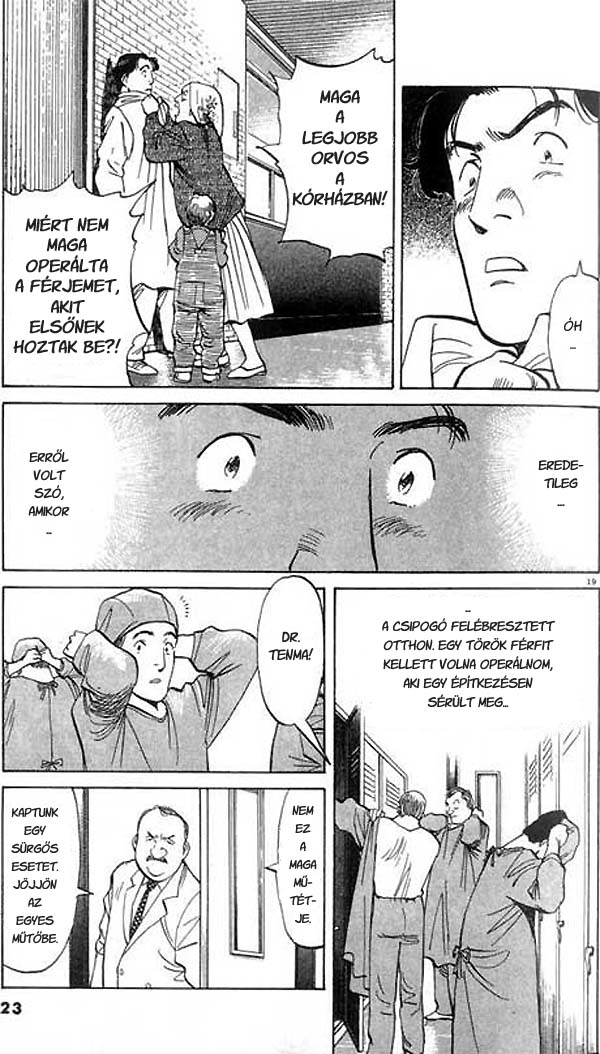 ÓH
..
MAGA
A
LEGJOBB
ORVOS
A
KÓRHÁZBAN!
MIÉRT NEM
MAGA
OPERÁLTA
A FÉRJEMET,
AKIT
ELSŐNEK
HOZTAK BE?!
EREDE-
TILEG
...
ERRŐL
VOLT
SZÓ,
AMIKOR
..
19
..
A CSIPOGÓ FELÉBRESZTETT
OTTHON. EGY TÖRÖK FÉRFIT
KELLETT VOLNA OPERÁLNOM,
AKI EGY ÉPÍTKEZÉSEN
SÉRÜLT MEG...
DR.
TENMA!
NEM
EZ
A
MAGA
MŰ-
TÉT-
JE.
KAPTUNK
EGY
SÜRGŐS
ESETET.
JÖJJÖN
AZ
EGYES
MŰTŐBE.
23